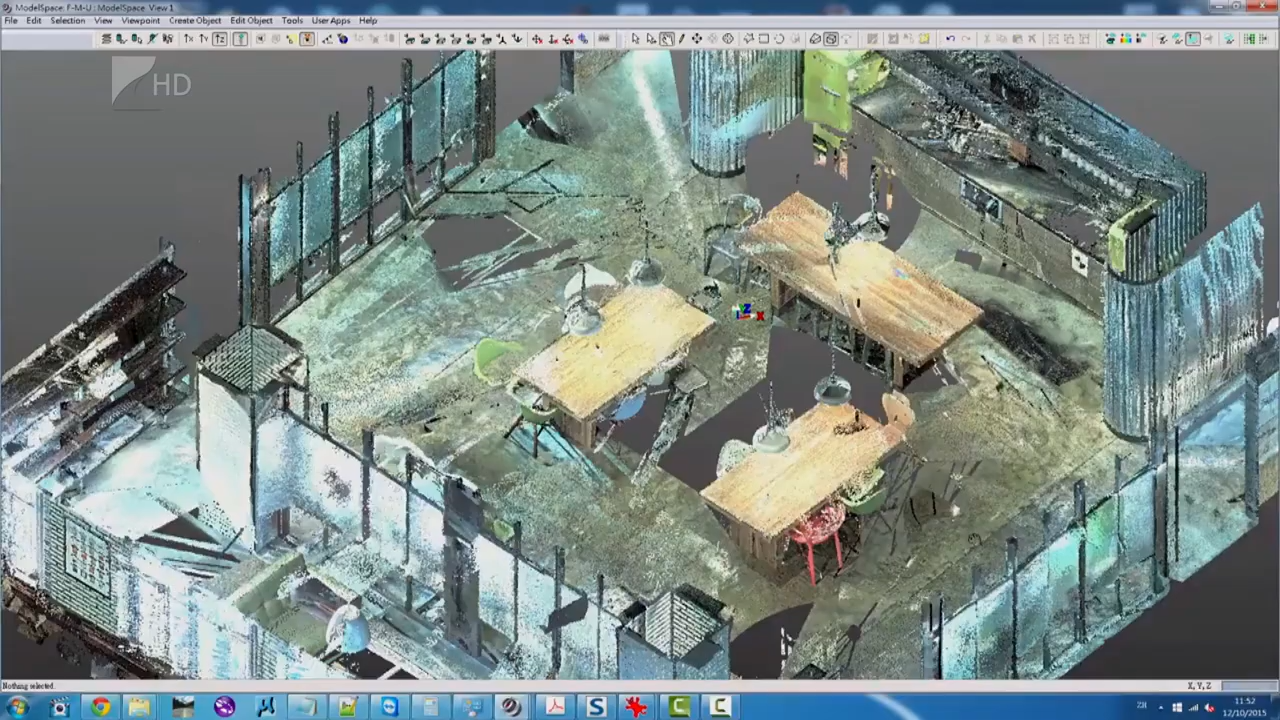 ModelSpace: F-M-U : ModelSpace View 1
File Edit Selection View Viewpoint Create Object Edit Object Tools User Apps Help
HD
Nothing selected.
X, Y, Z
ZH
11:52
12/10/2015